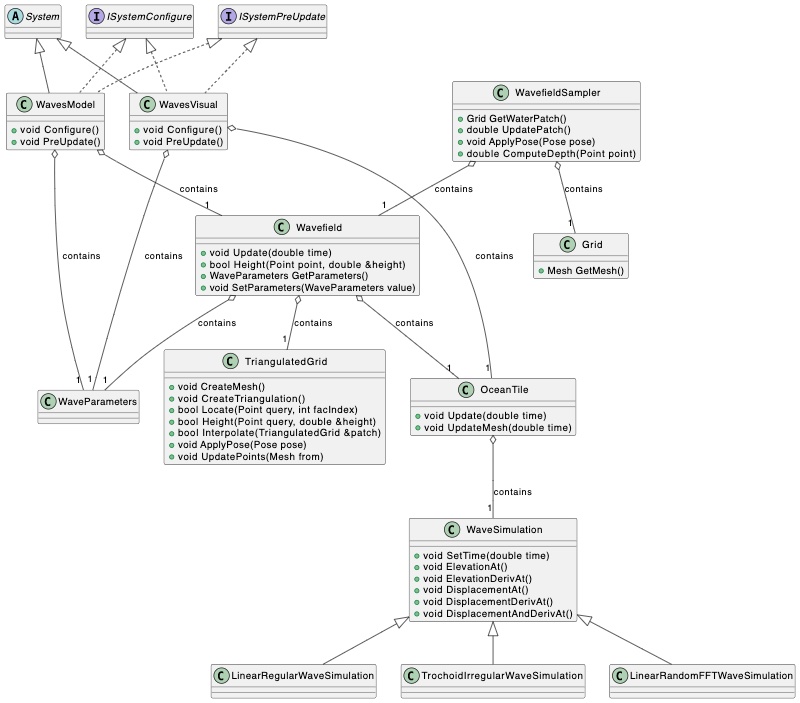 A System
I ISystemConfigure
I ISystemPreUpdate
C WavesModel
void Configure()
void PreUpdate()
C WavesVisual
void Configure()
void PreUpdate()
C WavefieldSampler
Grid GetWaterPatch()
double UpdatePatch()
void ApplyPose(Pose pose)
double ComputeDepth(Point point)
contains
1
contains
1
contains
1
C Wavefield
void Update(double time)
bool Height(Point point, double &height)
WaveParameters GetParameters()
void SetParameters(WaveParameters value)
C Grid
Mesh GetMesh()
contains
1
contains
1
contains
1
contains
1
contains
1
contains
1
C WaveParameters
C TriangulatedGrid
void CreateMesh()
void CreateTriangulation()
bool Locate(Point query, int facIndex)
bool Height(Point query, double &height)
bool Interpolate(TriangulatedGrid &patch)
void ApplyPose(Pose pose)
void UpdatePoints(Mesh from)
C OceanTile
void Update(double time)
void UpdateMesh(double time)
contains
1
C WaveSimulation
void SetTime(double time)
void ElevationAt()
void ElevationDerivAt()
void DisplacementAt()
void DisplacementDerivAt()
void DisplacementAndDerivAt()
C LinearRegularWaveSimulation
C TrochoidIrregularWaveSimulation
C LinearRandomFFTWaveSimulation